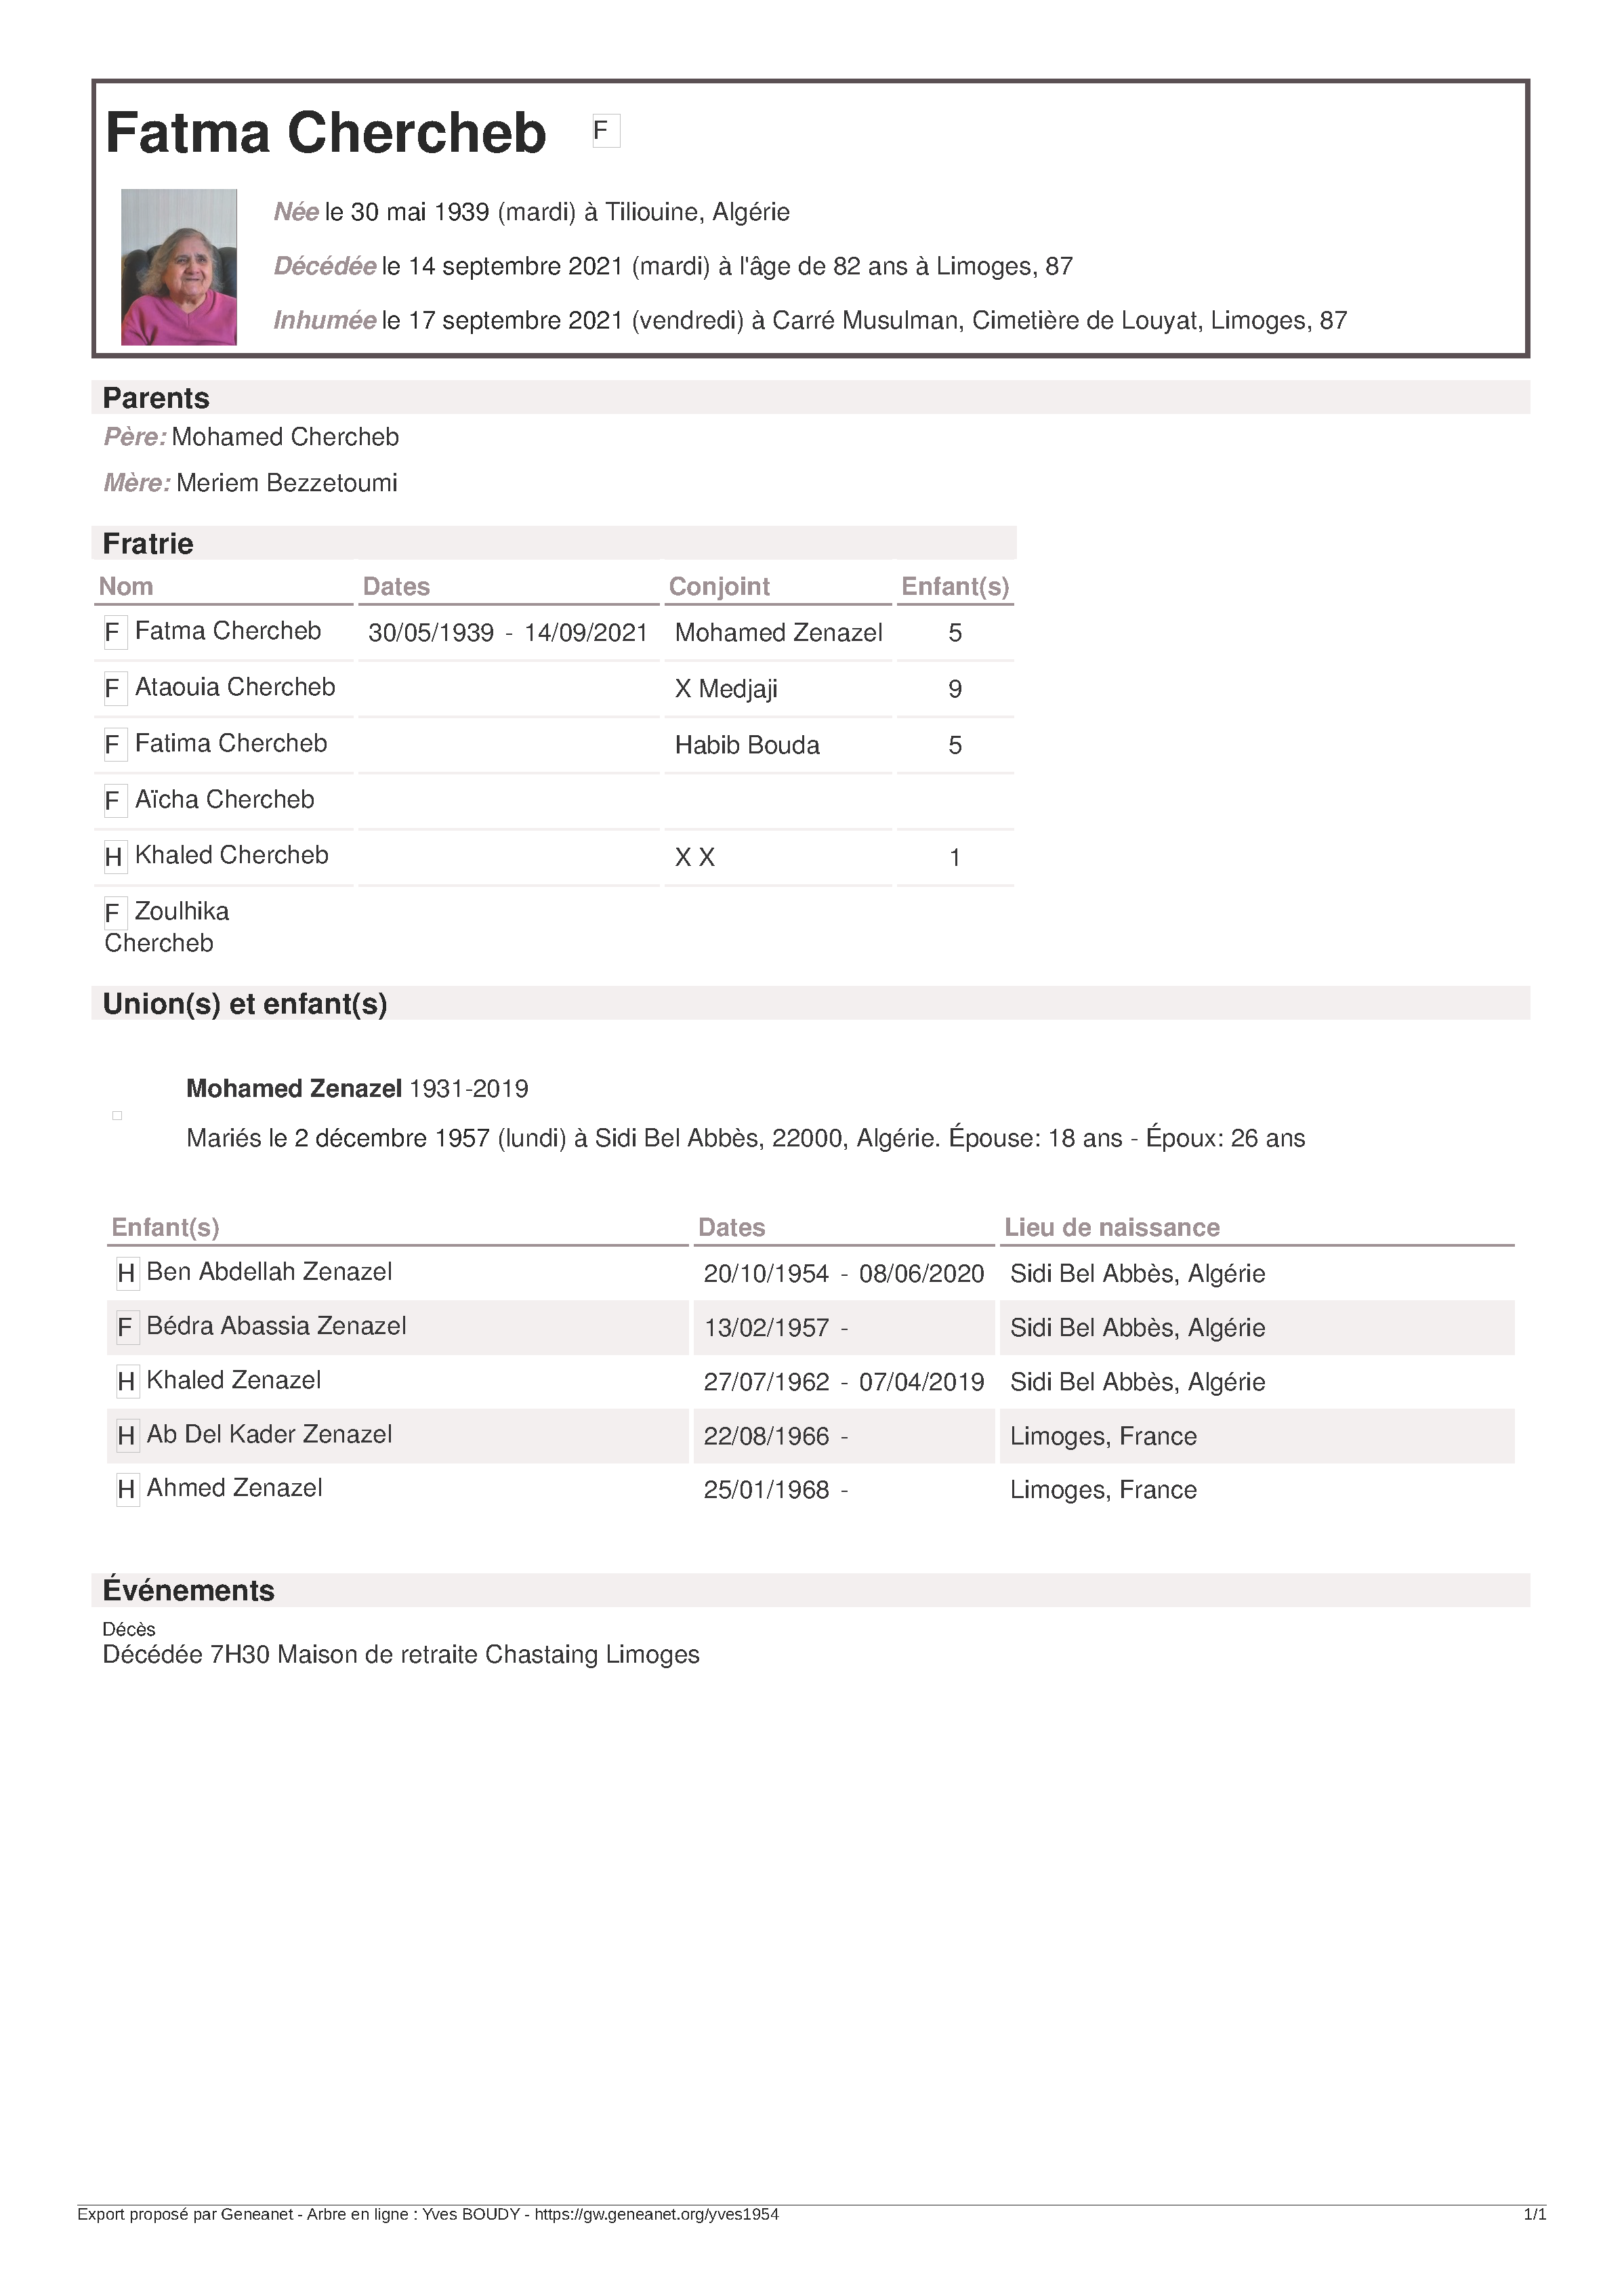 Fatma Chercheb F
Née le 30 mai 1939 (mardi) à Tiliouine, Algérie
Décédée le 14 septembre 2021 (mardi) à l'âge de 82 ans à Limoges, 87
Inhumée le 17 septembre 2021 (vendredi) à Carré Musulman, Cimetière de Louyat, Limoges, 87
Parents
Père: Mohamed Chercheb
Mère: Meriem Bezzetoumi
Fratrie
Nom Dates Conjoint Enfant(s)
F Fatma Chercheb 30/05/1939 - 14/09/2021 Mohamed Zenazel 5
F Ataouia Chercheb X Medjaji 9
F Fatima Chercheb Habib Bouda 5
F Aïcha Chercheb
H Khaled Chercheb X X 1
F Zoulhika
Chercheb
Union(s) et enfant(s)
Mohamed Zenazel 1931-2019
Mariés le 2 décembre 1957 (lundi) à Sidi Bel Abbès, 22000, Algérie. Épouse: 18 ans - Époux: 26 ans
Enfant(s) Dates Lieu de naissance
H Ben Abdellah Zenazel 20/10/1954 - 08/06/2020 Sidi Bel Abbès, Algérie
F Bédra Abassia Zenazel 13/02/1957 - Sidi Bel Abbès, Algérie
H Khaled Zenazel 27/07/1962 - 07/04/2019 Sidi Bel Abbès, Algérie
H Ab Del Kader Zenazel 22/08/1966 - Limoges, France
H Ahmed Zenazel 25/01/1968 - Limoges, France
Événements
Décès
Décédée 7H30 Maison de retraite Chastaing Limoges
Export proposé par Geneanet - Arbre en ligne : Yves BOUDY - https://gw.geneanet.org/yves1954 1/1